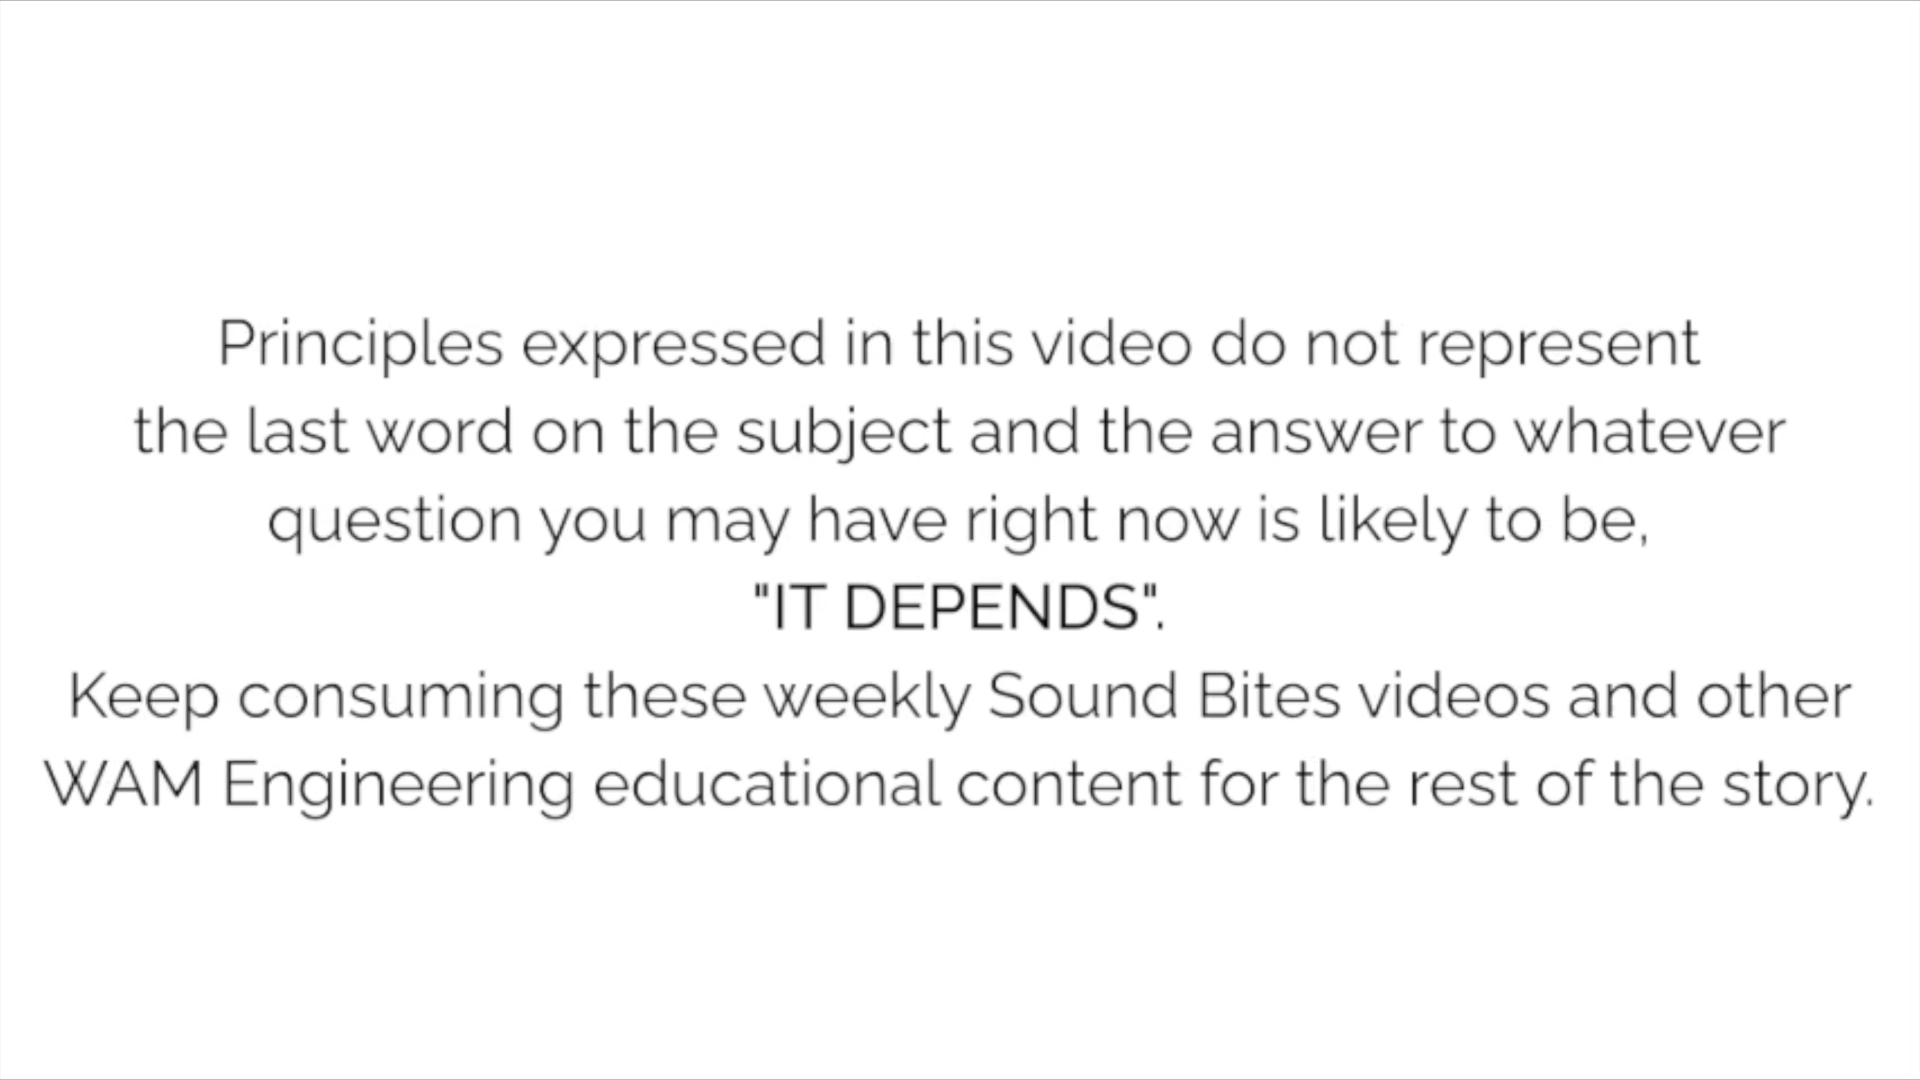 Principles expressed in this video do not represent
the last word on the subject and the answer to whatever
question you may have right now is likely to be,
"IT DEPENDS".
Keep consuming these weekly Sound Bites videos and other
WAM Engineering educational content for the rest of the story.